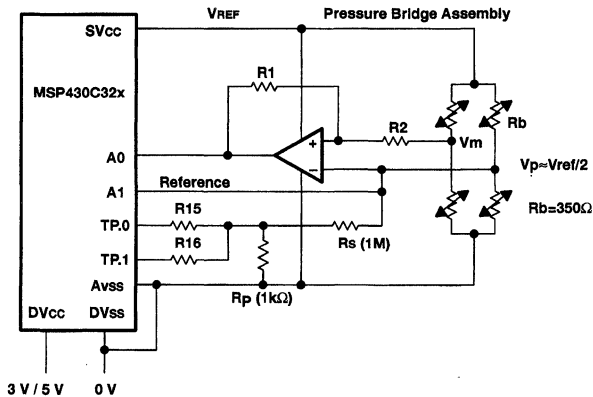 VREF
Pressure Bridge Assembly
SVcc
R1
MSP430C32x
R2
Rb
+
Vm
A0
−
Vp≈Vref/2
Reference
A1
R15
Rb=350Ω
TP.0
Rs (1M)
R16
TP.1
Avss
Rp (1kΩ)
DVcc
DVss
3 V / 5 V
0 V